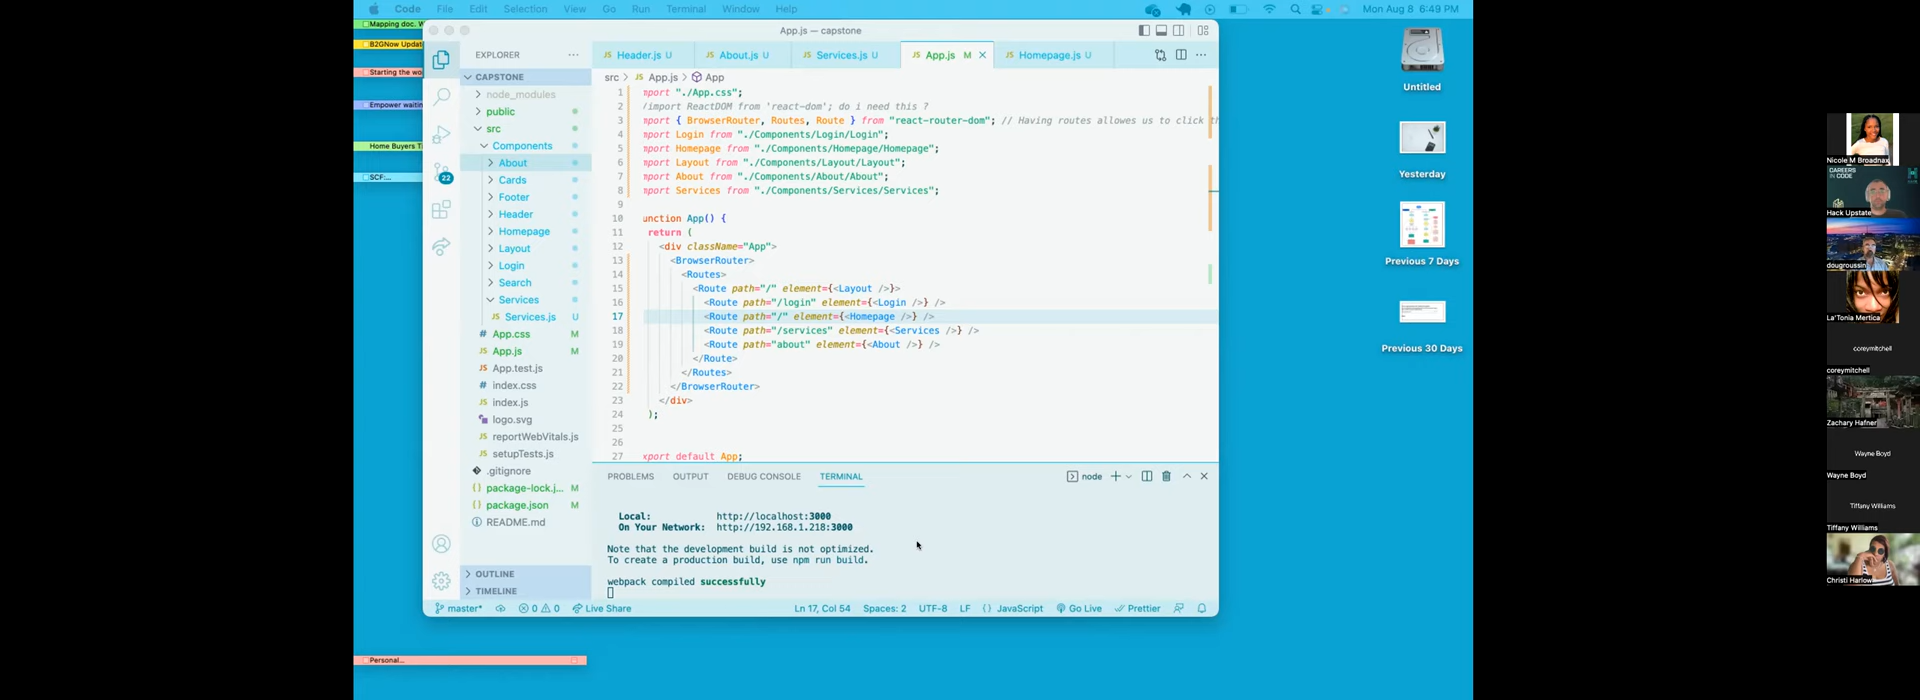 Code File Edit Selection View Go Run Terminal Window Help
Mon Aug 8 6:49 PM
Mapping doc. W
B2GNow Updat
Starting the wo
Empower waitin
Home Buyers Ti
SCF:...
Personal...
App.js — capstone
EXPLORER
CAPSTONE
node_modules
public
src
Components
About
Cards
Footer
Header
Homepage
Layout
Login
Search
Services
Services.js U
App.css M
App.js M
App.test.js
index.css
index.js
logo.svg
reportWebVitals.js
setupTests.js
.gitignore
package-lock.j... M
package.json M
README.md
OUTLINE
TIMELINE
22
Header.js U About.js U Services.js U App.js M Homepage.js U
src > App.js > App
1 mport "./App.css";
2 /import ReactDOM from 'react-dom'; do i need this ?
3 mport { BrowserRouter, Routes, Route } from "react-router-dom"; // Having routes allowes us to click th
4 mport Login from "./Components/Login/Login";
5 mport Homepage from "./Components/Homepage/Homepage";
6 mport Layout from "./Components/Layout/Layout";
7 mport About from "./Components/About/About";
8 mport Services from "./Components/Services/Services";
9
10 unction App() {
11 return (
12 <div className="App">
13 <BrowserRouter>
14 <Routes>
15 <Route path="/" element={<Layout />}>
16 <Route path="/login" element={<Login />} />
17 <Route path="/" element={<Homepage />} />
18 <Route path="/services" element={<Services />} />
19 <Route path="about" element={<About />} />
20 </Route>
21 </Routes>
22 </BrowserRouter>
23 </div>
24 );
25
26
27 xport default App;
PROBLEMS OUTPUT DEBUG CONSOLE TERMINAL
node
Local: http://localhost:3000
On Your Network: http://192.168.1.218:3000
Note that the development build is not optimized.
To create a production build, use npm run build.
webpack compiled successfully
master* 0 0 Live Share
Ln 17, Col 54 Spaces: 2 UTF-8 LF {} JavaScript Go Live Prettier
Untitled
Yesterday
Previous 7 Days
Previous 30 Days
Nicole M Broadnax
CAREERS
IN CODE
Hack Upstate
dougroussin
La'Tonia Mertica
coreymitchell
coreymitchell
Zachary Hafner
Wayne Boyd
Wayne Boyd
Tiffany Williams
Tiffany Williams
Christi Harlow